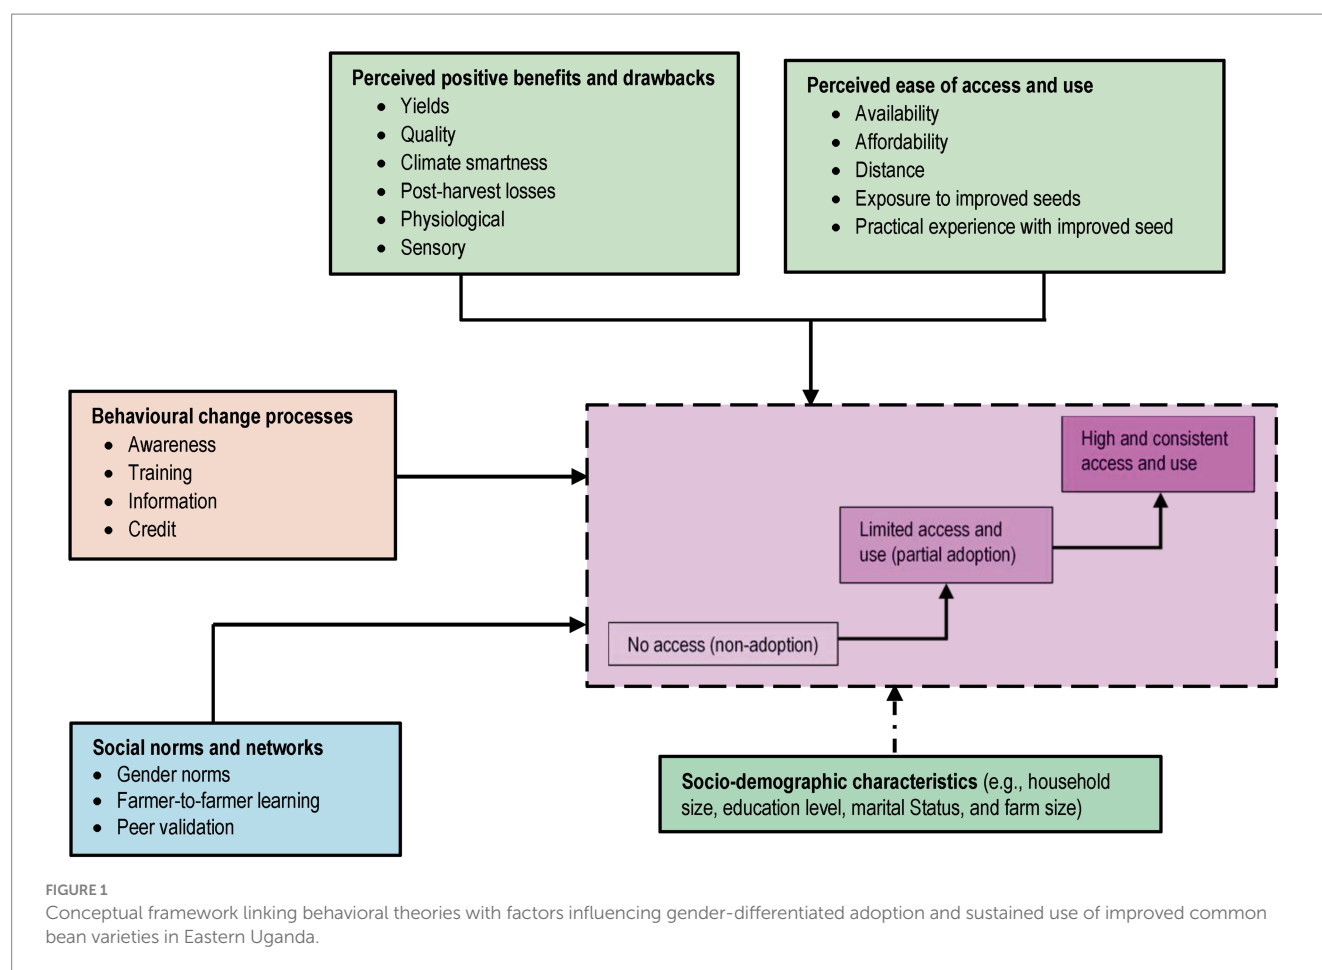 Perceived positive benefits and drawbacks
• Yields
• Quality
• Climate smartness
• Post-harvest losses
• Physiological
• Sensory
Perceived ease of access and use
• Availability
• Affordability
• Distance
• Exposure to improved seeds
• Practical experience with improved seed
Behavioural change processes
• Awareness
• Training
• Information
• Credit
High and consistent
access and use
Limited access and
use (partial adoption)
No access (non-adoption)
Social norms and networks
• Gender norms
• Farmer-to-farmer learning
• Peer validation
Socio-demographic characteristics (e.g., household
size, education level, marital Status, and farm size)
FIGURE 1
Conceptual framework linking behavioral theories with factors influencing gender-differentiated adoption and sustained use of improved common
bean varieties in Eastern Uganda.